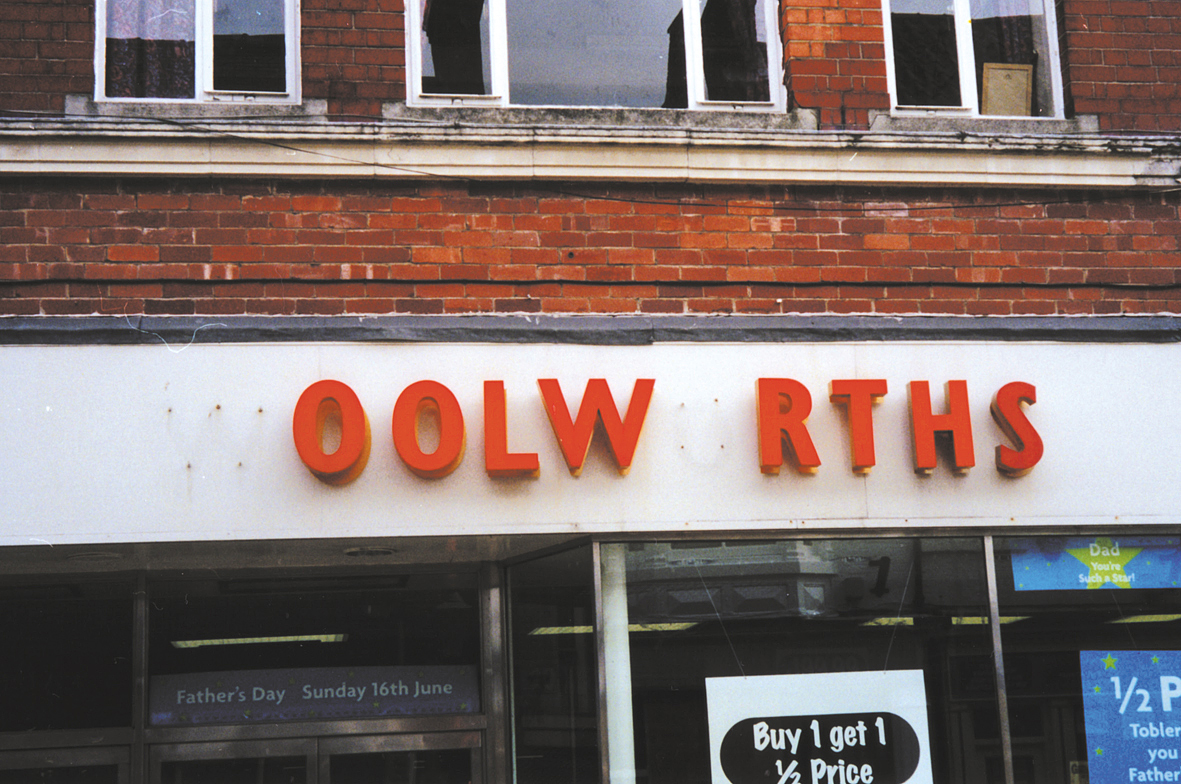 OOLW RTHS
Dad
You're
Such a Star!
Father's Day Sunday 16th June
Buy 1 get 1
½ Price
½ P
Tobler
you
Father